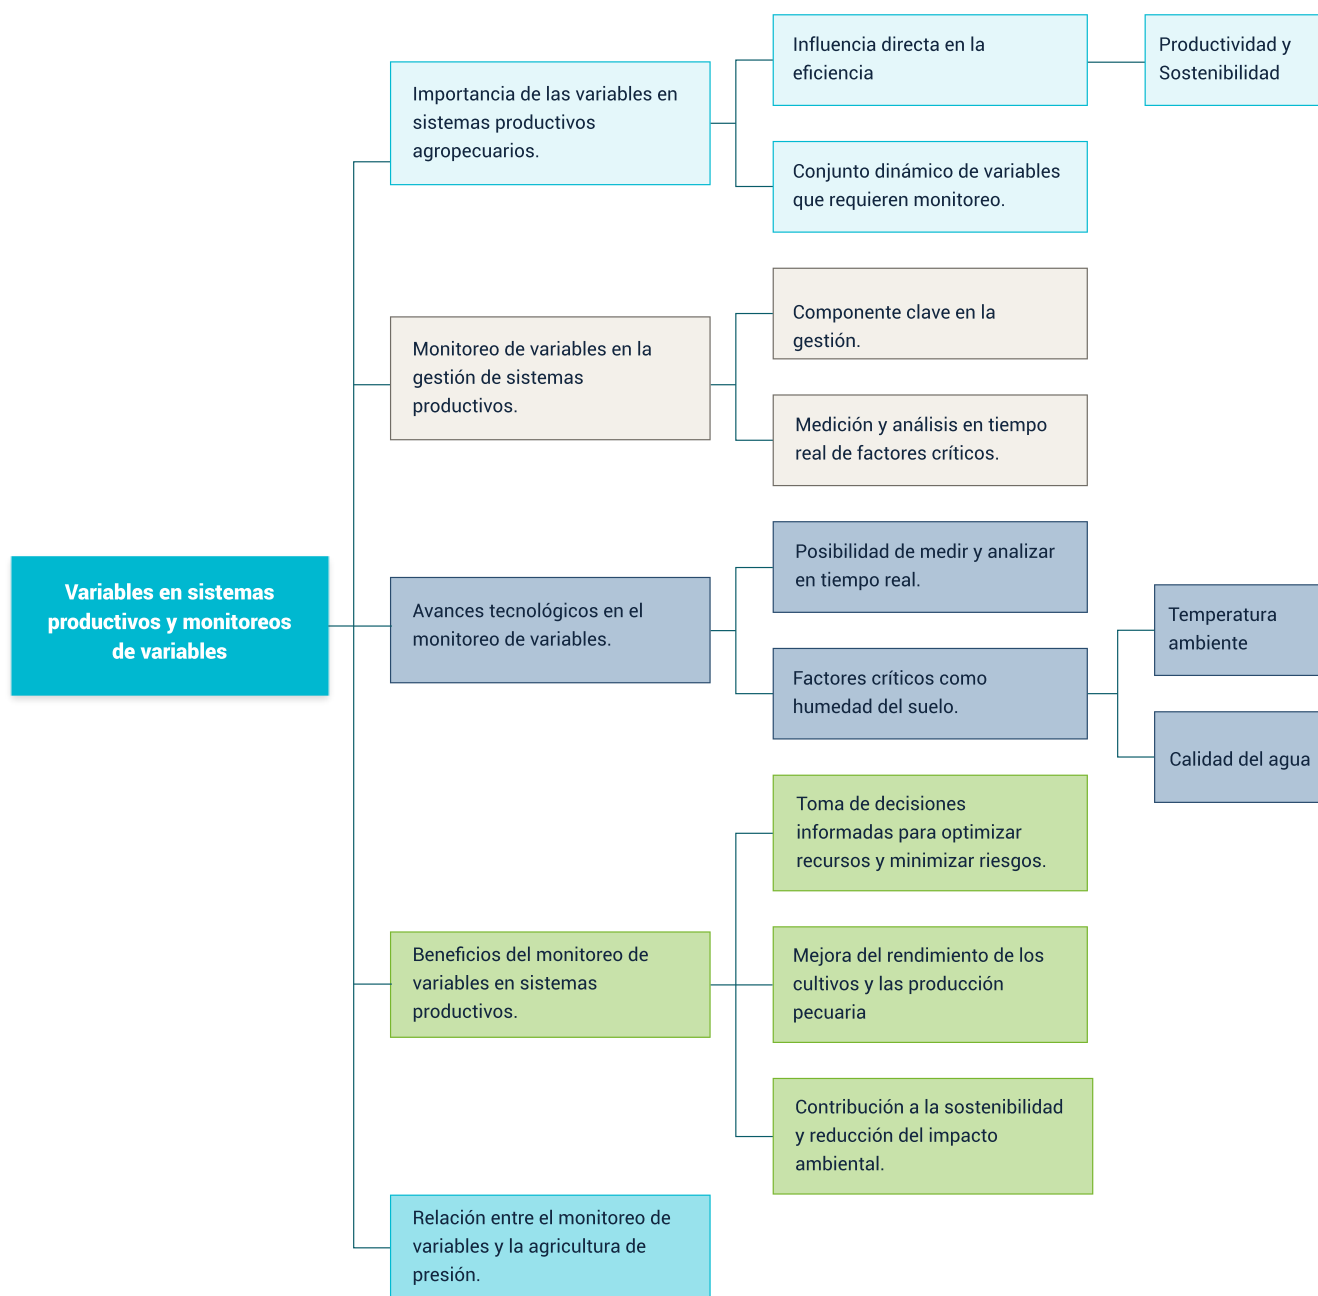 Influencia directa en la
eficiencia
Productividad y
Sostenibilidad
Importancia de las variables en
sistemas productivos
agropecuarios.
Conjunto dinámico de variables
que requieren monitoreo.
Componente clave en la
gestión.
Monitoreo de variables en la
gestión de sistemas
productivos.
Medición y análisis en tiempo
real de factores críticos.
Variables en sistemas
productivos y monitoreos
de variables
Avances tecnológicos en el
monitoreo de variables.
Posibilidad de medir y analizar
en tiempo real.
Factores críticos como
humedad del suelo.
Temperatura
ambiente
Calidad del agua
Toma de decisiones
informadas para optimizar
recursos y minimizar riesgos.
Beneficios del monitoreo de
variables en sistemas
productivos.
Mejora del rendimiento de los
cultivos y las producción
pecuaria
Contribución a la sostenibilidad
y reducción del impacto
ambiental.
Relación entre el monitoreo de
variables y la agricultura de
presión.